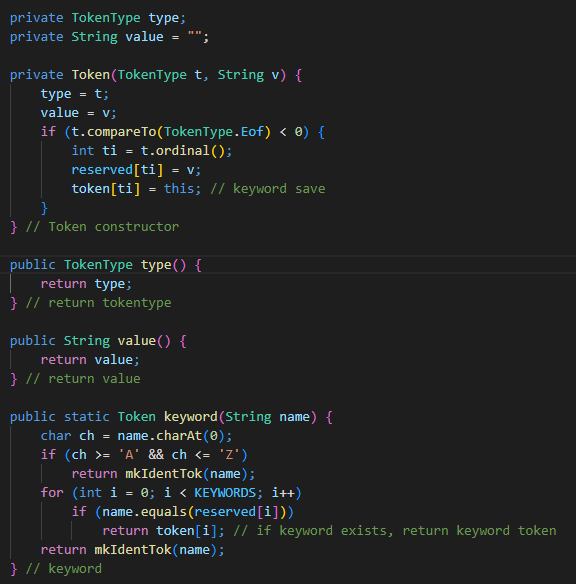 private TokenType type;
private String value = "";

private Token(TokenType t, String v) {
    type = t;
    value = v;
    if (t.compareTo(TokenType.Eof) < 0) {
        int ti = t.ordinal();
        reserved[ti] = v;
        token[ti] = this; // keyword save
    }
} // Token constructor

public TokenType type() {
    return type;
} // return tokentype

public String value() {
    return value;
} // return value

public static Token keyword(String name) {
    char ch = name.charAt(0);
    if (ch >= 'A' && ch <= 'Z')
        return mkIdentTok(name);
    for (int i = 0; i < KEYWORDS; i++)
        if (name.equals(reserved[i]))
            return token[i]; // if keyword exists, return keyword token
    return mkIdentTok(name);
} // keyword